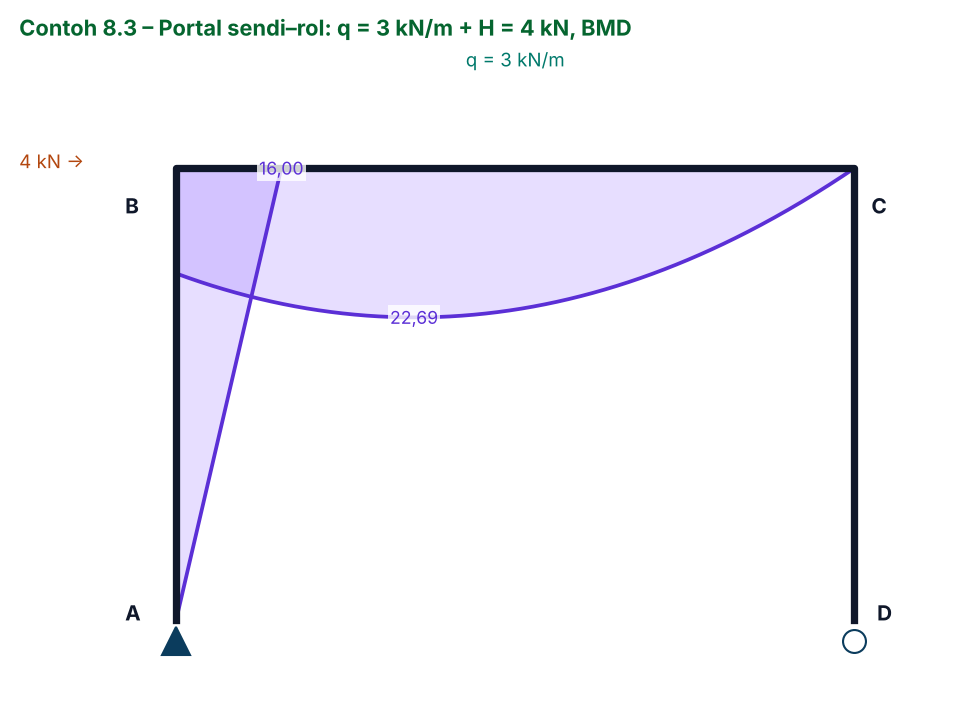 Contoh 8.3 – Portal sendi–rol: q = 3 kN/m + H = 4 kN, BMD
q = 3 kN/m
4 kN →
16,00
B
C
22,69
A
D